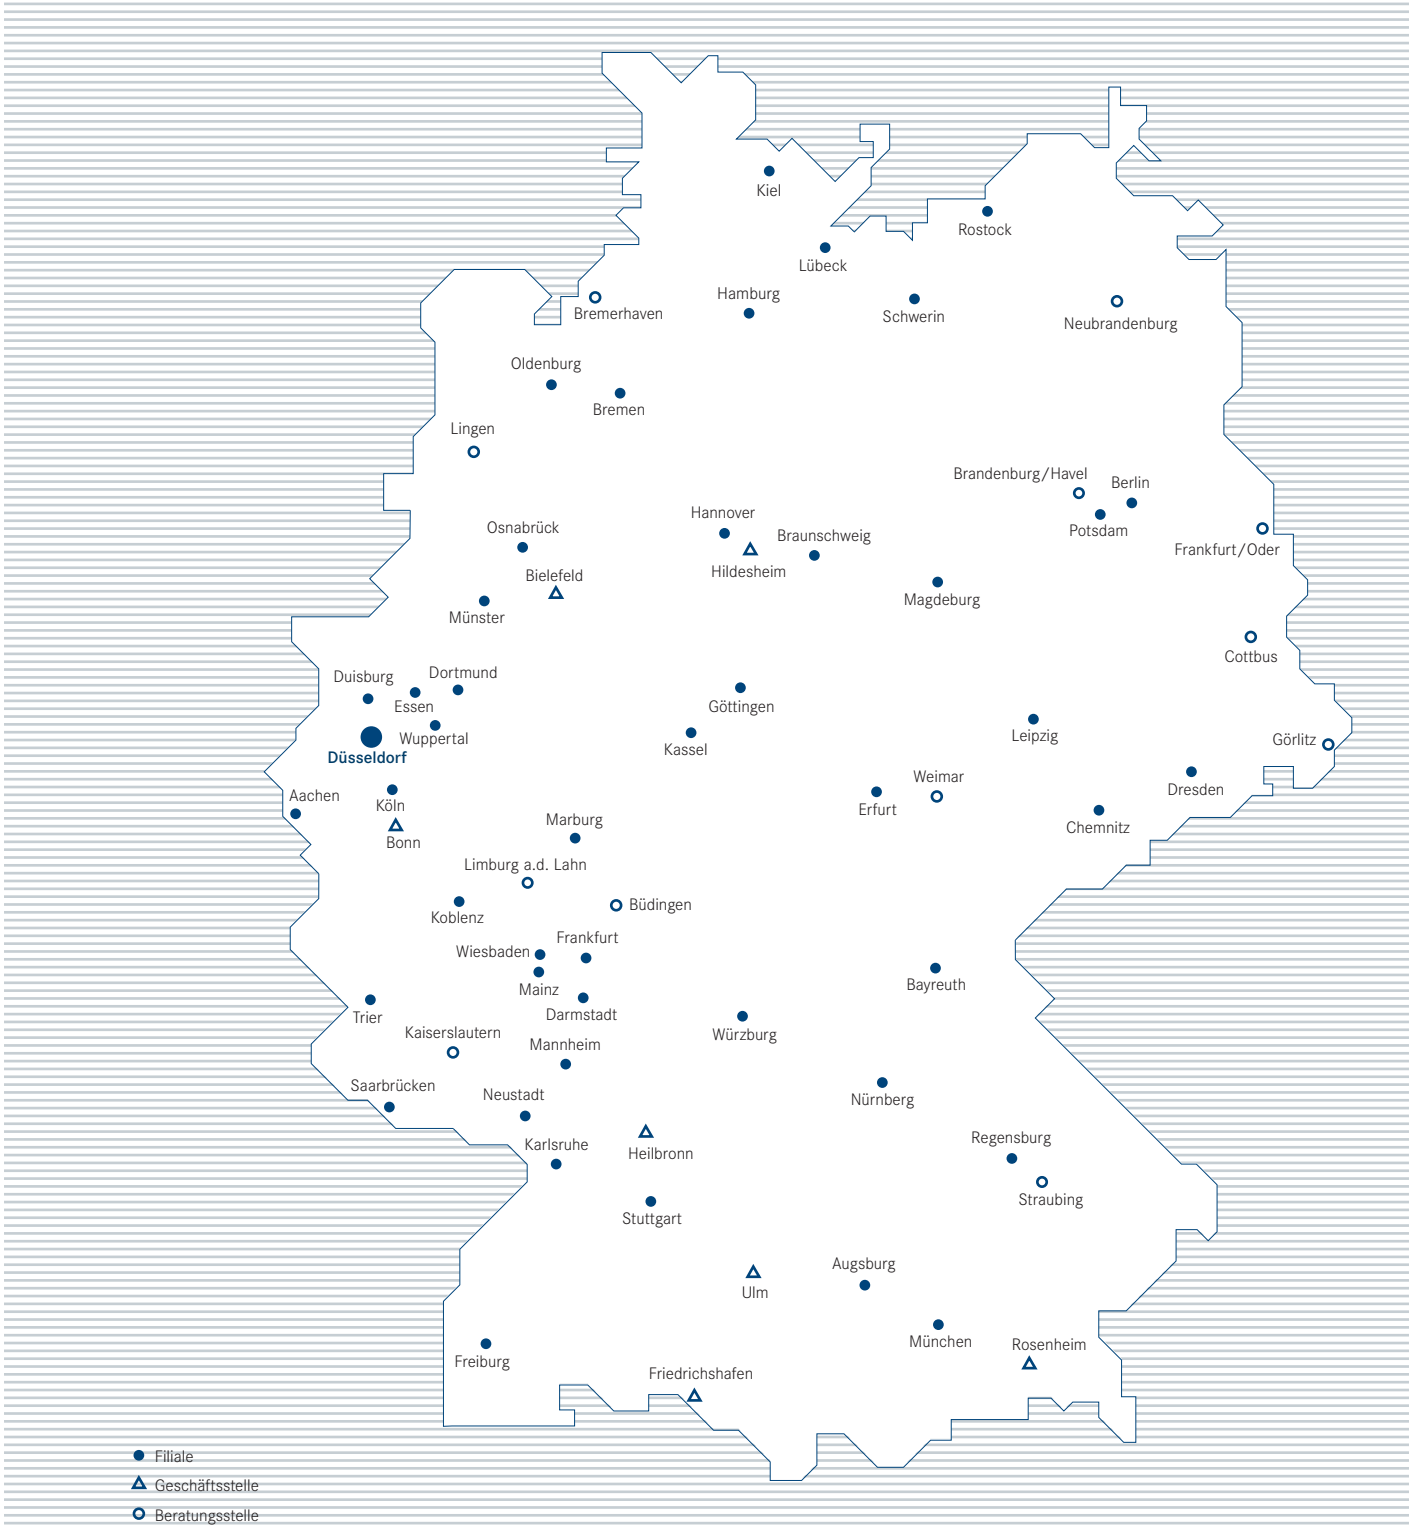 Kiel
Rostock
Lübeck
Hamburg
Bremerhaven
Schwerin
Neubrandenburg
Oldenburg
Bremen
Lingen
Brandenburg/Havel
Berlin
Hannover
Osnabrück
Braunschweig
Potsdam
Frankfurt/Oder
Hildesheim
Bielefeld
Magdeburg
Münster
Cottbus
Dortmund
Duisburg
Essen
Göttingen
Leipzig
Wuppertal
Görlitz
Kassel
Düsseldorf
Weimar
Dresden
Aachen
Köln
Erfurt
Marburg
Chemnitz
Bonn
Limburg a.d. Lahn
Büdingen
Koblenz
Frankfurt
Wiesbaden
Bayreuth
Mainz
Darmstadt
Trier
Kaiserslautern
Würzburg
Mannheim
Saarbrücken
Neustadt
Nürnberg
Regensburg
Karlsruhe
Heilbronn
Straubing
Stuttgart
Augsburg
Ulm
München
Rosenheim
Freiburg
Friedrichshafen
Filiale
Geschäftsstelle
Beratungsstelle